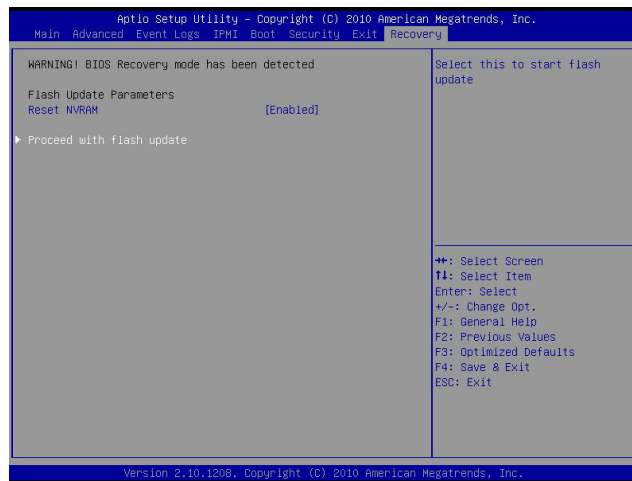 Aptio Setup Utility – Copyright (C) 2010 American Megatrends, Inc.
Main Advanced Event Logs IPMI Boot Security Exit Recovery
WARNING! BIOS Recovery mode has been detected
Flash Update Parameters
Reset NVRAM [Enabled]
► Proceed with flash update
Select this to start flash
update
→←: Select Screen
↑↓: Select Item
Enter: Select
+/-: Change Opt.
F1: General Help
F2: Previous Values
F3: Optimized Defaults
F4: Save & Exit
ESC: Exit
Version 2.10.1208. Copyright (C) 2010 American Megatrends, Inc.